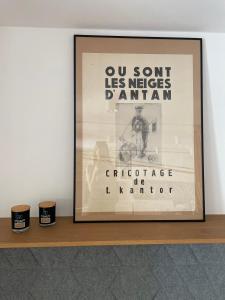 OU SONT
LES NEIGES
D'ANTAN
CRICOTAGE
de
t. kantor